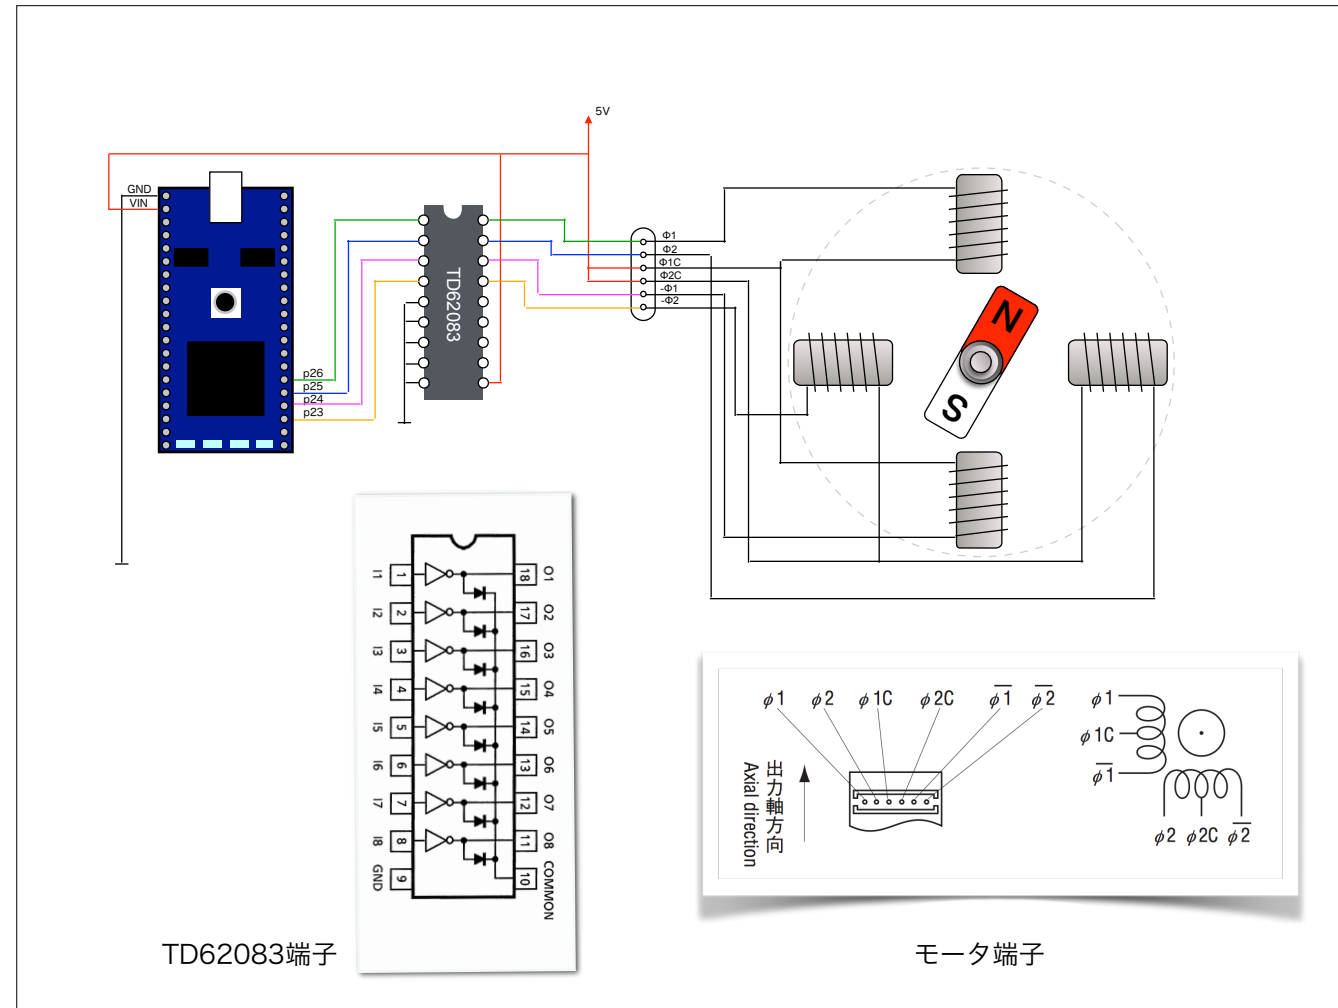 5V
GND
VIN
p26
p25
p24
p23
TD62083
Φ1
Φ2
Φ1C
Φ2C
-Φ1
-Φ2
N
S
I1 1 18 O1
I2 2 17 O2
I3 3 16 O3
I4 4 15 O4
I5 5 14 O5
I6 6 13 O6
I7 7 12 O7
I8 8 11 O8
GND 9 10 COMMON
TD62083端子
φ1 φ2 φ1C φ2C φ1̅ φ2̅
出力軸方向
Axial direction
φ1
φ1C
φ1̅
φ2 φ2C φ2̅
モータ端子